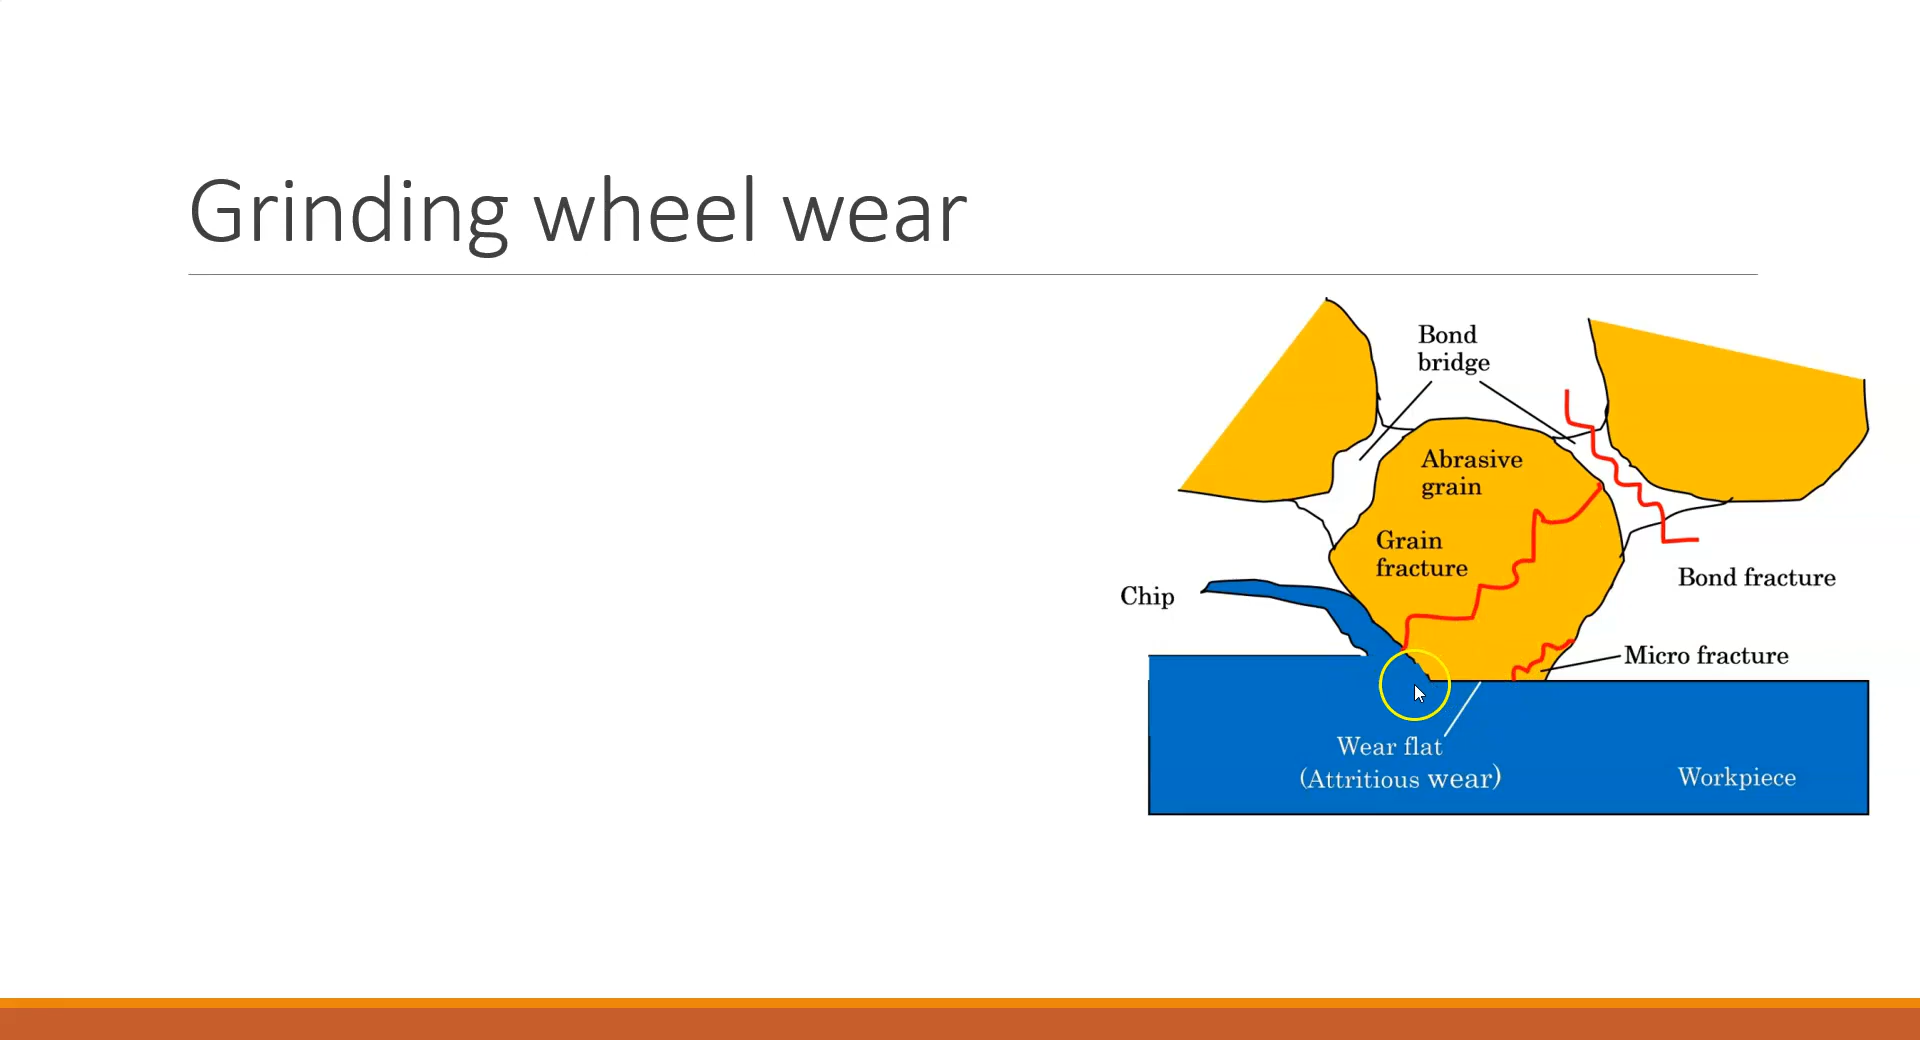 Grinding wheel wear
Bond
bridge
Abrasive
grain
Grain
fracture
Bond fracture
Chip
Micro fracture
Wear flat
(Attritious wear)
Workpiece